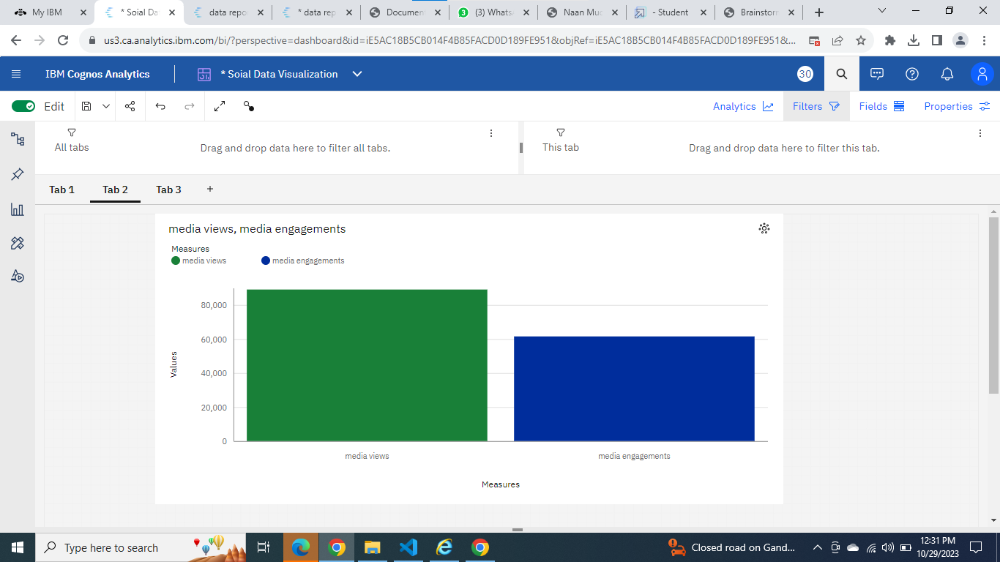 My IBM
* Soial Da
data repo
* data rep
Document
(3) Whats
Naan Mud
- Student
Brainstorm
us3.ca.analytics.ibm.com/bi/?perspective=dashboard&id=iE5AC18B5CB014F4B85FACD0D189FE951&objRef=iE5AC18B5CB014F4B85FACD0D189FE951&...
IBM Cognos Analytics
* Soial Data Visualization
30
Edit
Analytics
Filters
Fields
Properties
All tabs
Drag and drop data here to filter all tabs.
This tab
Drag and drop data here to filter this tab.
Tab 1
Tab 2
Tab 3
+
media views, media engagements
Measures
media views
media engagements
80,000
60,000
40,000
20,000
0
Values
media views
media engagements
Measures
Type here to search
Closed road on Gand...
12:31 PM
10/29/2023